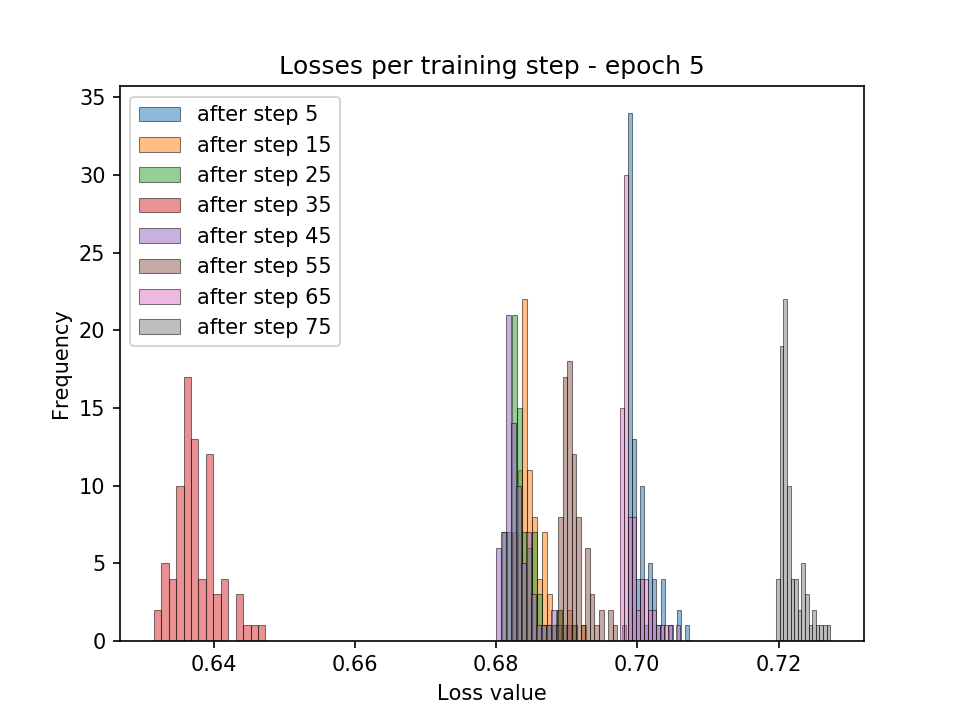 Losses per training step - epoch 5
35
30
25
20
15
10
5
0
Frequency
after step 5
after step 15
after step 25
after step 35
after step 45
after step 55
after step 65
after step 75
0.64 0.66 0.68 0.70 0.72
Loss value